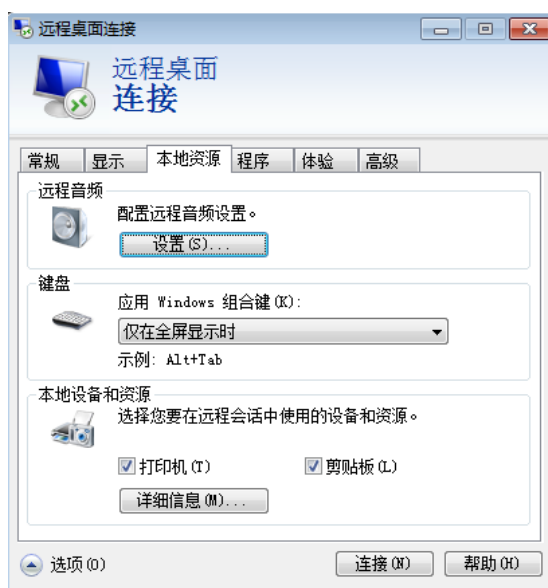 远程桌面连接
远程桌面
连接
常规 显示 本地资源 程序 体验 高级
远程音频
配置远程音频设置。
设置(S)...
键盘
应用 Windows 组合键(K):
仅在全屏显示时
示例: Alt+Tab
本地设备和资源
选择您要在远程会话中使用的设备和资源。
打印机(T) 剪贴板(L)
详细信息(M)...
选项(O) 连接(N) 帮助(H)